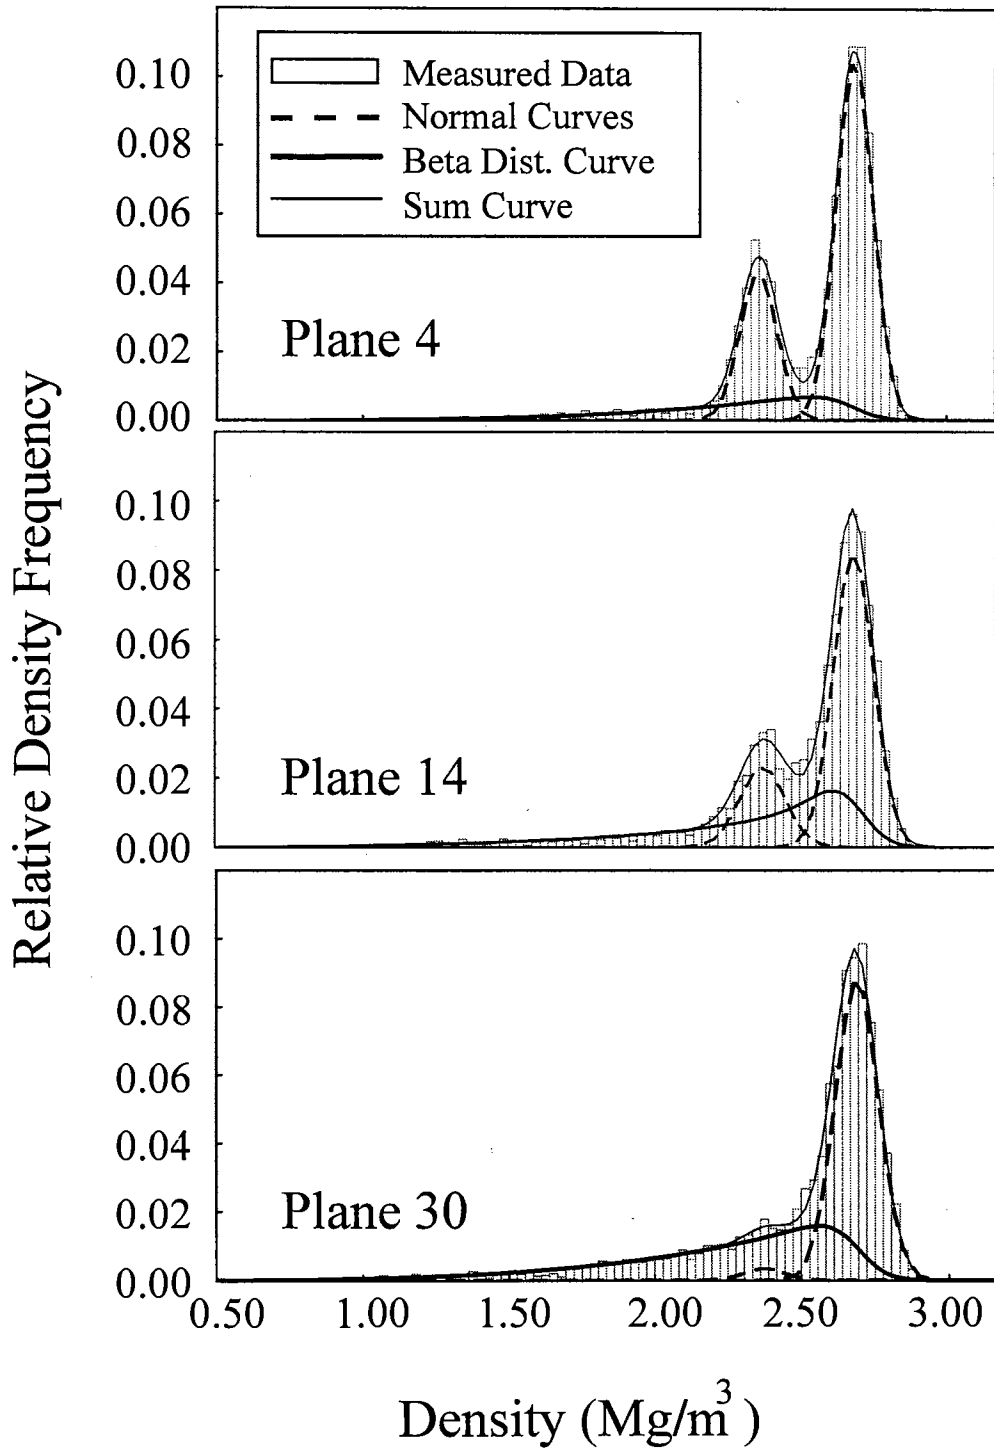 Measured Data
Normal Curves
Beta Dist. Curve
Sum Curve
0.10
0.08
0.06
0.04
0.02
0.00
Plane 4
0.10
0.08
0.06
0.04
0.02
0.00
Plane 14
0.10
0.08
0.06
0.04
0.02
0.00
Plane 30
0.50 1.00 1.50 2.00 2.50 3.00
Relative Density Frequency
Density (Mg/m³)